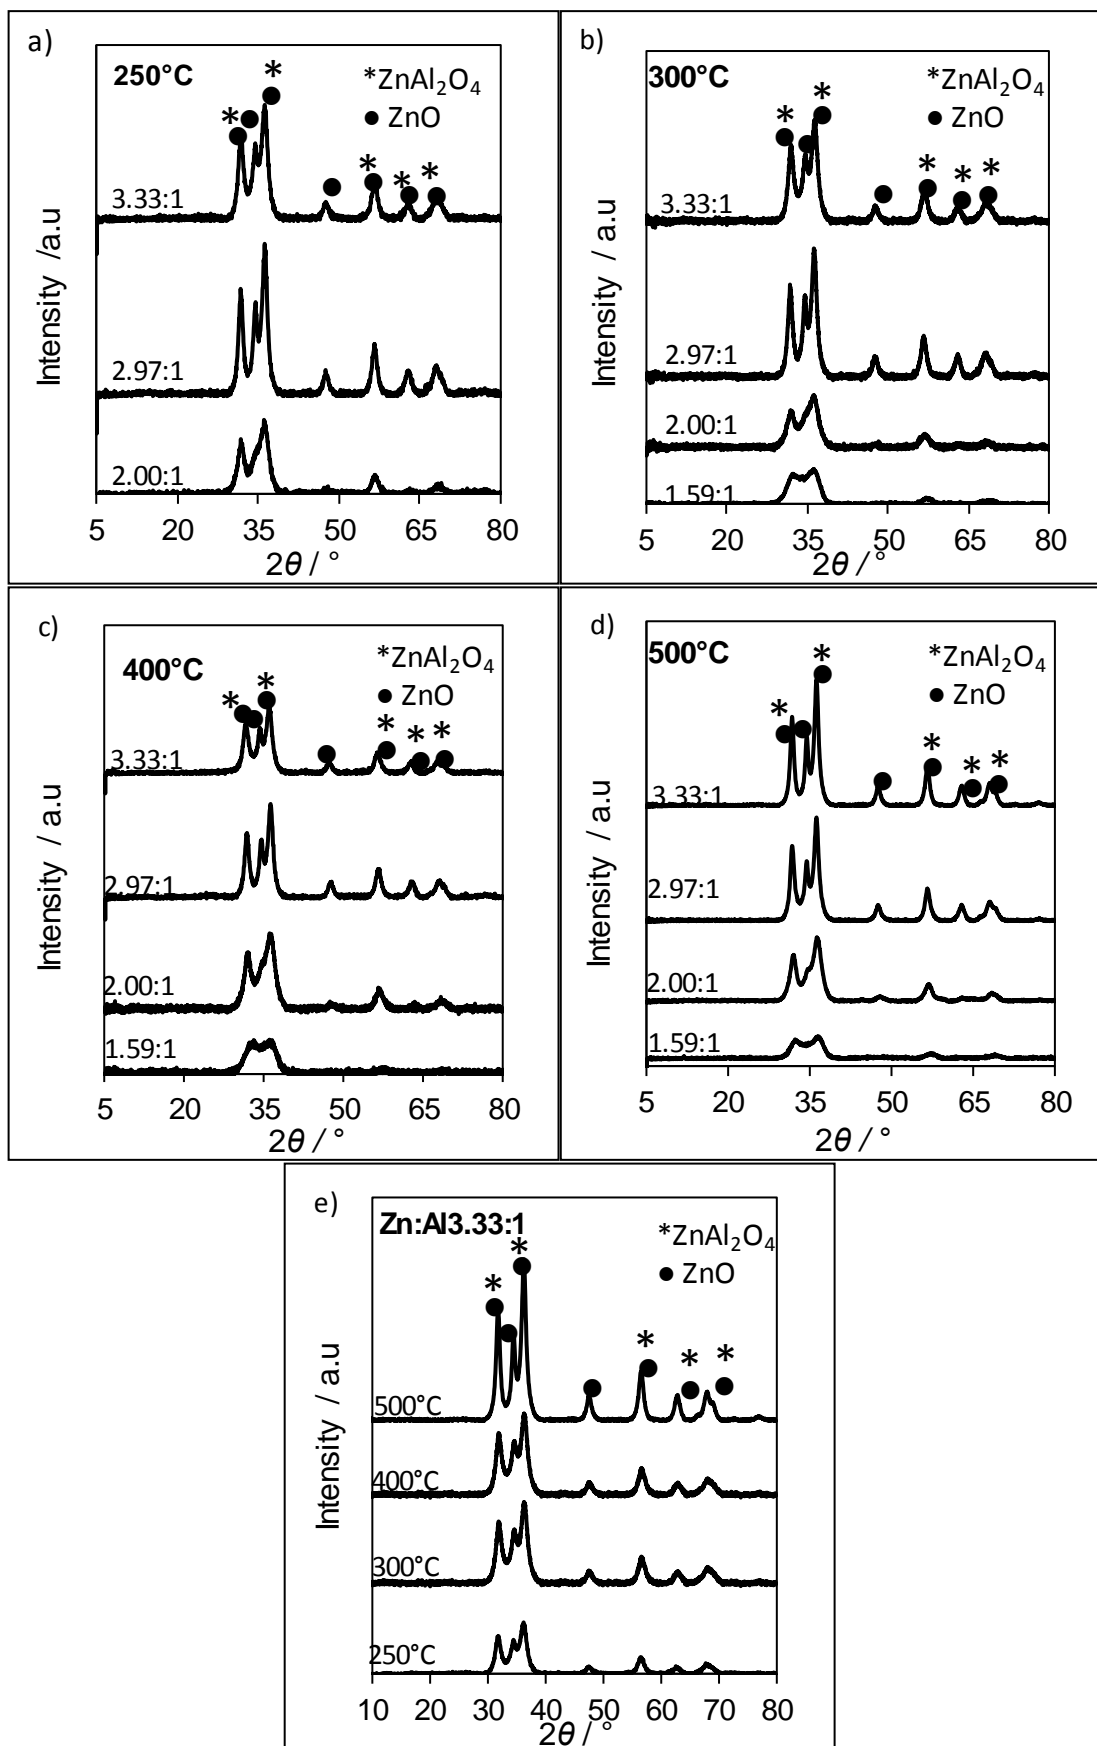 a)
250°C
*ZnAl₂O₄
● ZnO
3.33:1
2.97:1
2.00:1
Intensity /a.u
5 20 35 50 65 80
2θ / °
b)
300°C
*ZnAl₂O₄
● ZnO
3.33:1
2.97:1
2.00:1
1.59:1
Intensity / a.u
5 20 35 50 65 80
2θ / °
c)
400°C
*ZnAl₂O₄
● ZnO
3.33:1
2.97:1
2.00:1
1.59:1
Intensity / a.u
5 20 35 50 65 80
2θ / °
d)
500°C
*ZnAl₂O₄
● ZnO
3.33:1
2.97:1
2.00:1
1.59:1
Intensity / a.u
5 20 35 50 65 80
2θ / °
e)
Zn:Al3.33:1
*ZnAl₂O₄
● ZnO
500°C
400°C
300°C
250°C
Intensity / a.u
10 20 30 40 50 60 70 80
2θ / °